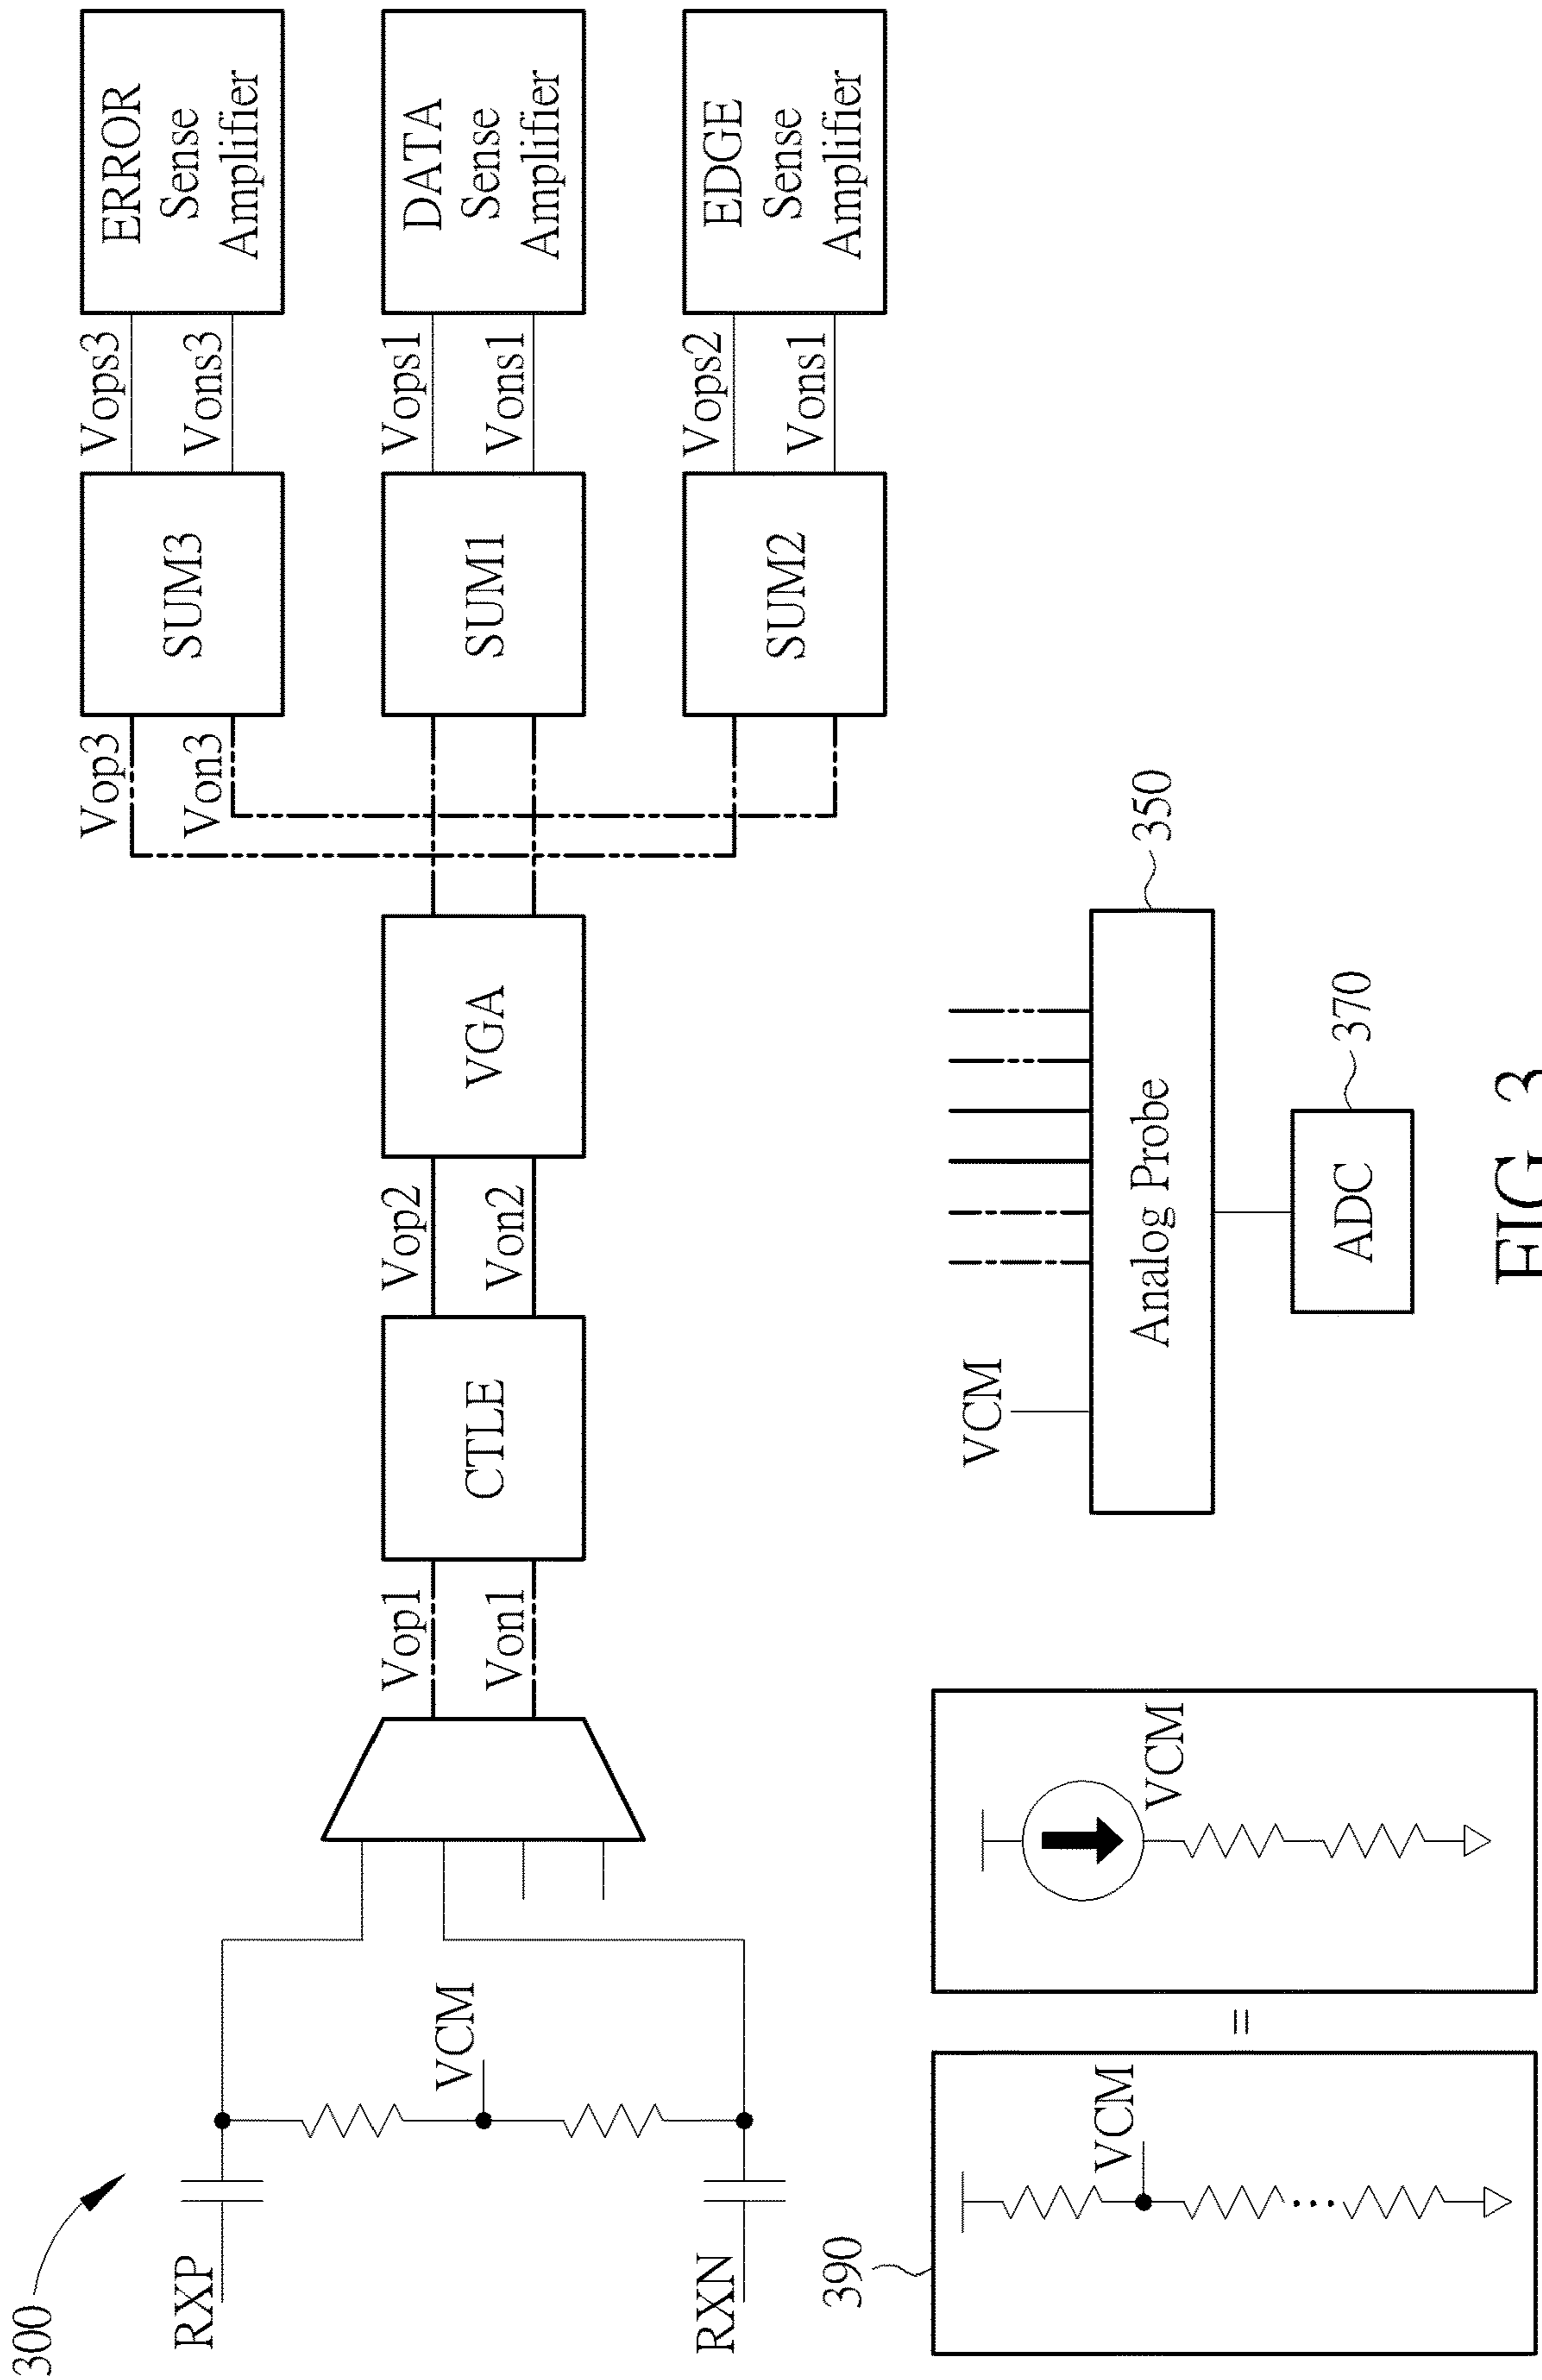 300
RXP
RXN
VCM
Vop1
Von1
CTLE
Vop2
Von2
VGA
Vop3
Von3
SUM3
SUM1
SUM2
Vops3
Vons3
Vops1
Vons1
Vops2
Vons1
ERROR
Sense
Amplifier
DATA
Sense
Amplifier
EDGE
Sense
Amplifier
390
VCM
=
VCM
VCM
Analog Probe
350
ADC
370
FIG. 3